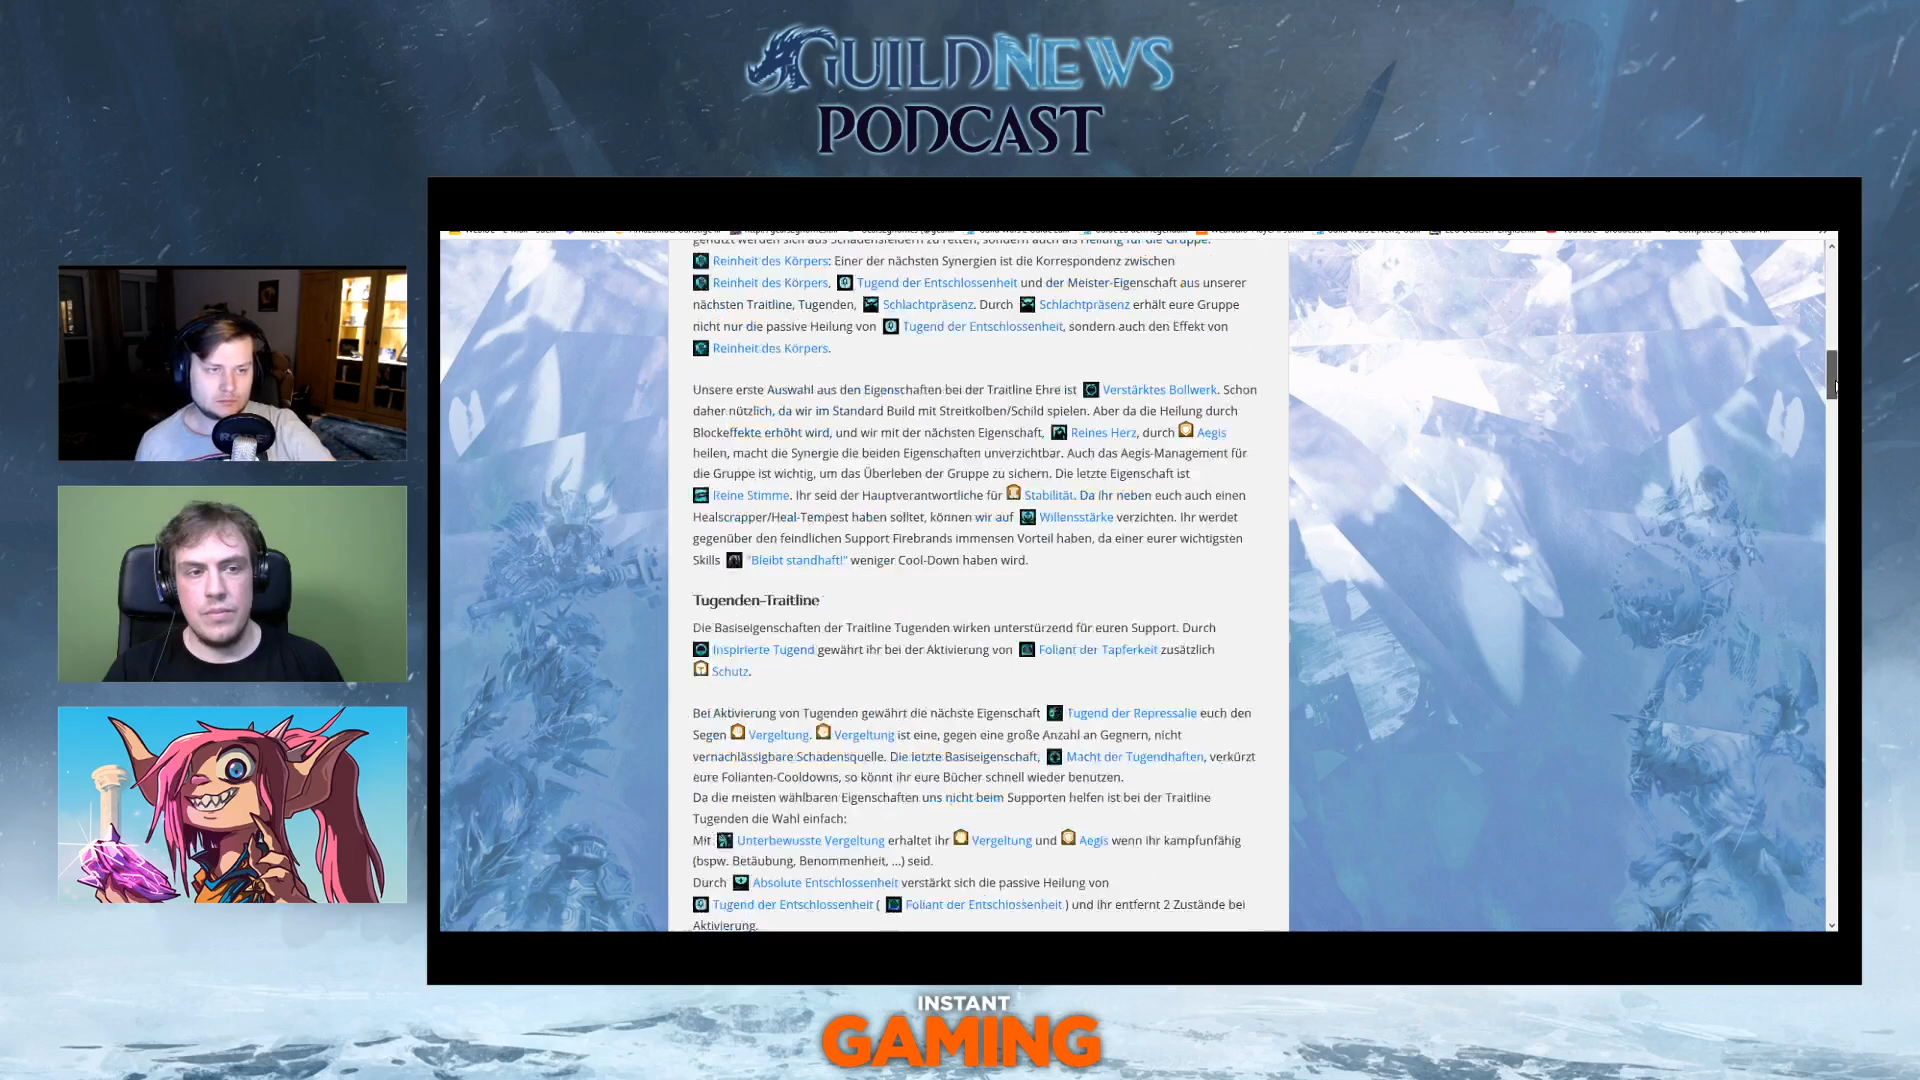 GUILDNEWS
PODCAST
genutzt werden sich aus Schadensfeldern zu retten, sondern auch als Heilung für die Gruppe.
Reinheit des Körpers: Einer der nächsten Synergien ist die Korrespondenz zwischen
Reinheit des Körpers, Tugend der Entschlossenheit und der Meister-Eigenschaft aus unserer
nächsten Traitline, Tugenden, Schlachtpräsenz. Durch Schlachtpräsenz erhält eure Gruppe
nicht nur die passive Heilung von Tugend der Entschlossenheit, sondern auch den Effekt von
Reinheit des Körpers.
Unsere erste Auswahl aus den Eigenschaften bei der Traitline Ehre ist Verstärktes Bollwerk. Schon
daher nützlich, da wir im Standard Build mit Streitkolben/Schild spielen. Aber da die Heilung durch
Blockeffekte erhöht wird, und wir mit der nächsten Eigenschaft, Reines Herz, durch Aegis
heilen, macht die Synergie die beiden Eigenschaften unverzichtbar. Auch das Aegis-Management für
die Gruppe ist wichtig, um das Überleben der Gruppe zu sichern. Die letzte Eigenschaft ist
Reine Stimme. Ihr seid der Hauptverantwortliche für Stabilität. Da ihr neben euch auch einen
Healscrapper/Heal-Tempest haben solltet, können wir auf Willensstärke verzichten. Ihr werdet
gegenüber den feindlichen Support Firebrands immensen Vorteil haben, da einer eurer wichtigsten
Skills "Bleibt standhaft!" weniger Cool-Down haben wird.
Tugenden-Traitline
Die Basiseigenschaften der Traitline Tugenden wirken unterstürzend für euren Support. Durch
Inspirierte Tugend gewährt ihr bei der Aktivierung von Foliant der Tapferkeit zusätzlich
Schutz.
Bei Aktivierung von Tugenden gewährt die nächste Eigenschaft Tugend der Repressalie euch den
Segen Vergeltung. Vergeltung ist eine, gegen eine große Anzahl an Gegnern, nicht
vernachlässigbare Schadensquelle. Die letzte Basiseigenschaft, Macht der Tugendhaften, verkürzt
eure Folianten-Cooldowns, so könnt ihr eure Bücher schnell wieder benutzen.
Da die meisten wählbaren Eigenschaften uns nicht beim Supporten helfen ist bei der Traitline
Tugenden die Wahl einfach:
Mit Unterbewusste Vergeltung erhaltet ihr Vergeltung und Aegis wenn ihr kampfunfähig
(bspw. Betäubung, Benommenheit, ...) seid.
Durch Absolute Entschlossenheit verstärkt sich die passive Heilung von
Tugend der Entschlossenheit ( Foliant der Entschlossenheit ) und ihr entfernt 2 Zustände bei
Aktivierung.
INSTANT
GAMING